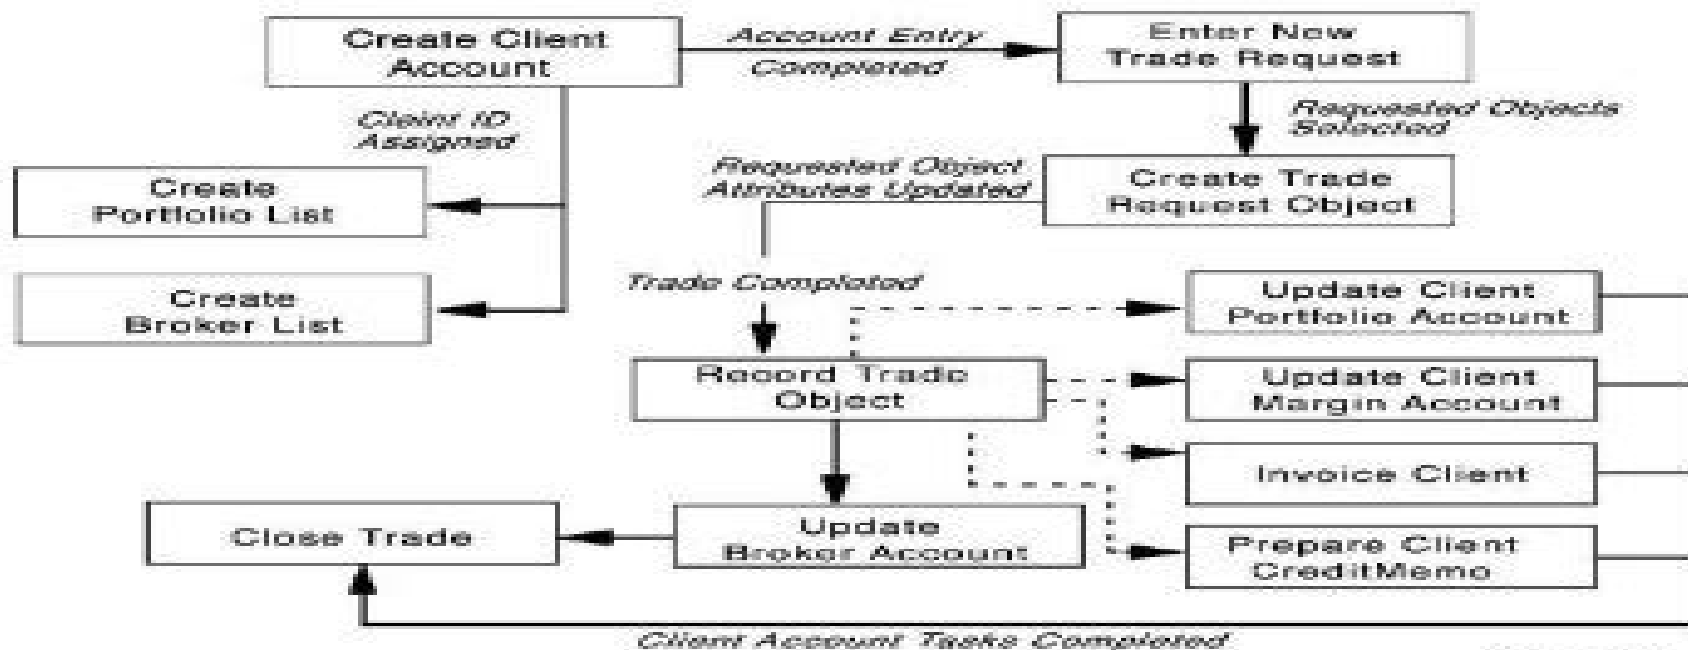 Create Client
Account
Account Entry
Completed
Enter New
Trade Request
Cleint ID
Assigned
Requested Objects
Selected
Create
Portfolio List
Requested Object
Attributes Updated
Create Trade
Request Object
Create
Broker List
Trade Completed
Update Client
Portfolio Account
Record Trade
Object
Update Client
Margin Account
Invoice Client
Close Trade
Update
Broker Account
Prepare Client
CreditMemo
Client Account Tasks Completed